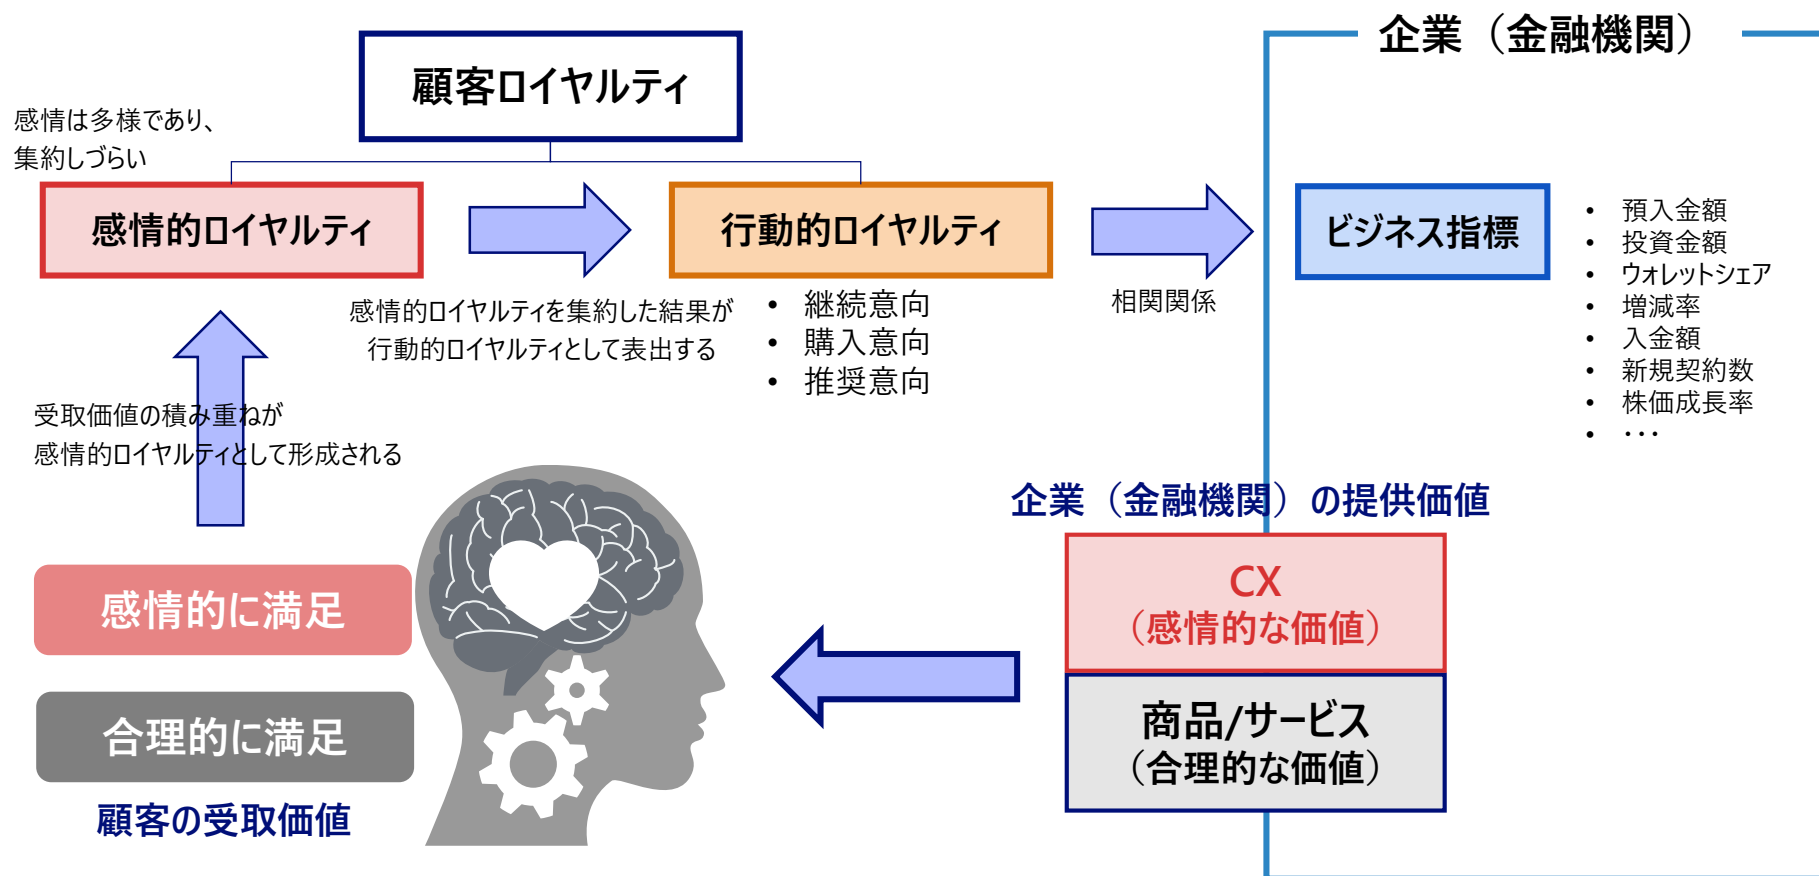 企業（金融機関）
顧客ロイヤルティ
感情は多様であり、
集約しづらい
感情的ロイヤルティ
行動的ロイヤルティ
ビジネス指標
• 預入金額
• 投資金額
• ウォレットシェア
• 増減率
• 入金額
• 新規契約数
• 株価成長率
• ・・・
感情的ロイヤルティを集約した結果が
行動的ロイヤルティとして表出する
• 継続意向
• 購入意向
• 推奨意向
相関関係
受取価値の積み重ねが
感情的ロイヤルティとして形成される
企業（金融機関）の提供価値
CX
（感情的な価値）
商品/サービス
（合理的な価値）
感情的に満足
合理的に満足
顧客の受取価値